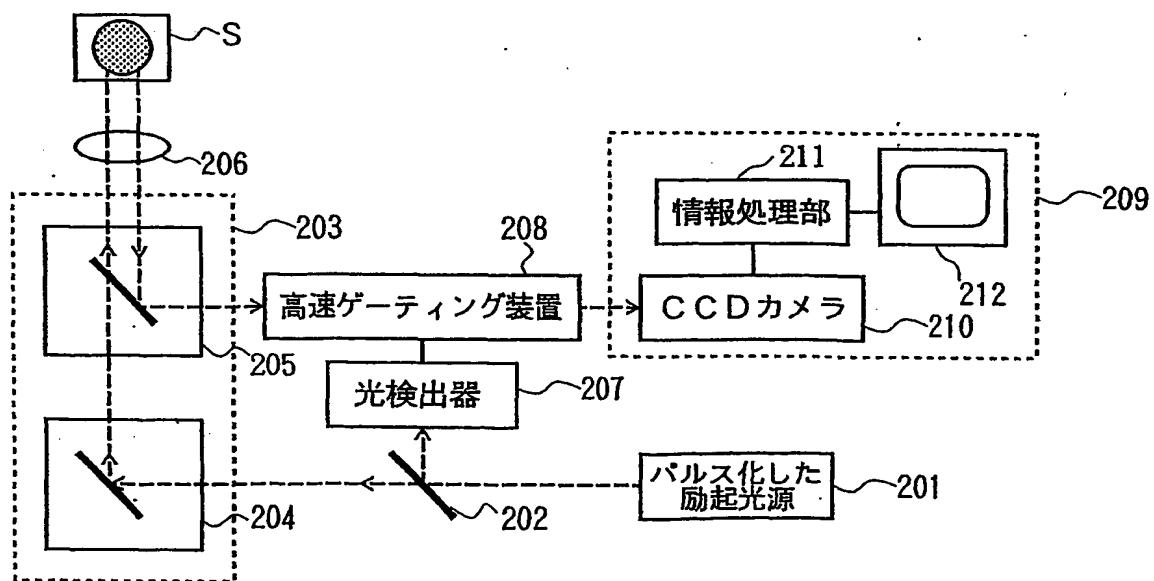 S
206
211
情報処理部
209
203
208
212
高速ゲーティング装置
CCDカメラ
210
205
光検出器
207
パルス化した
励起光源
201
204
202